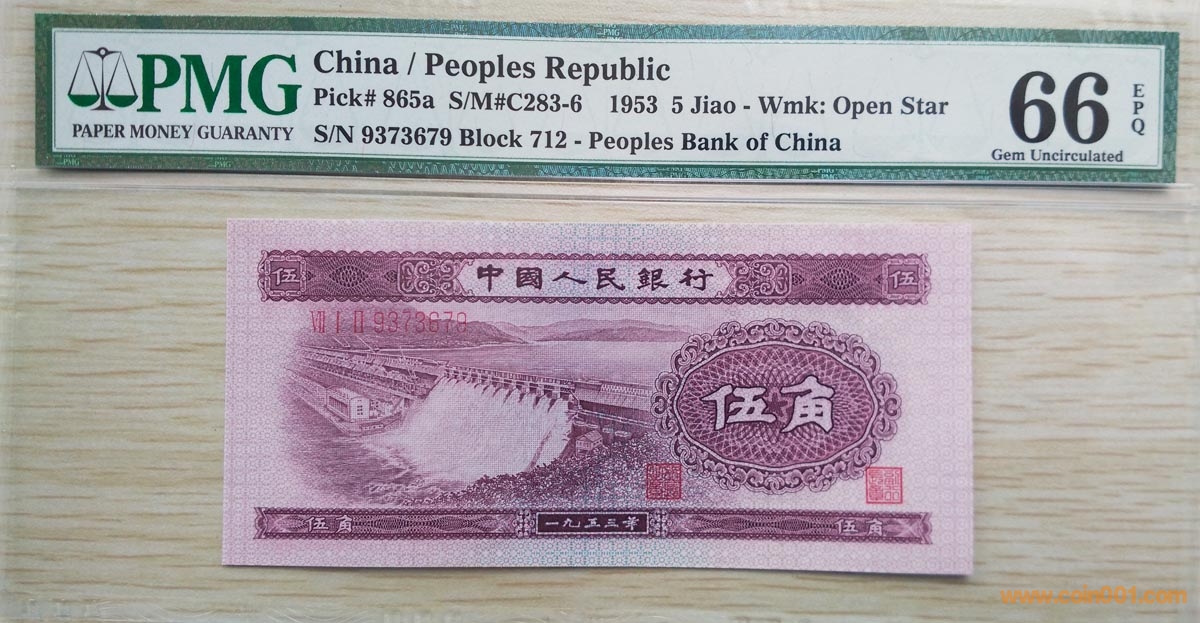 PMG
PAPER MONEY GUARANTY
China / Peoples Republic
Pick# 865a S/M#C283-6 1953 5 Jiao - Wmk: Open Star
S/N 9373679 Block 712 - Peoples Bank of China
66
EPQ
Gem Uncirculated
伍 中國人民銀行 伍
VII I II 9373679
伍角
伍角 一九五三年 伍角
www.coin001.com